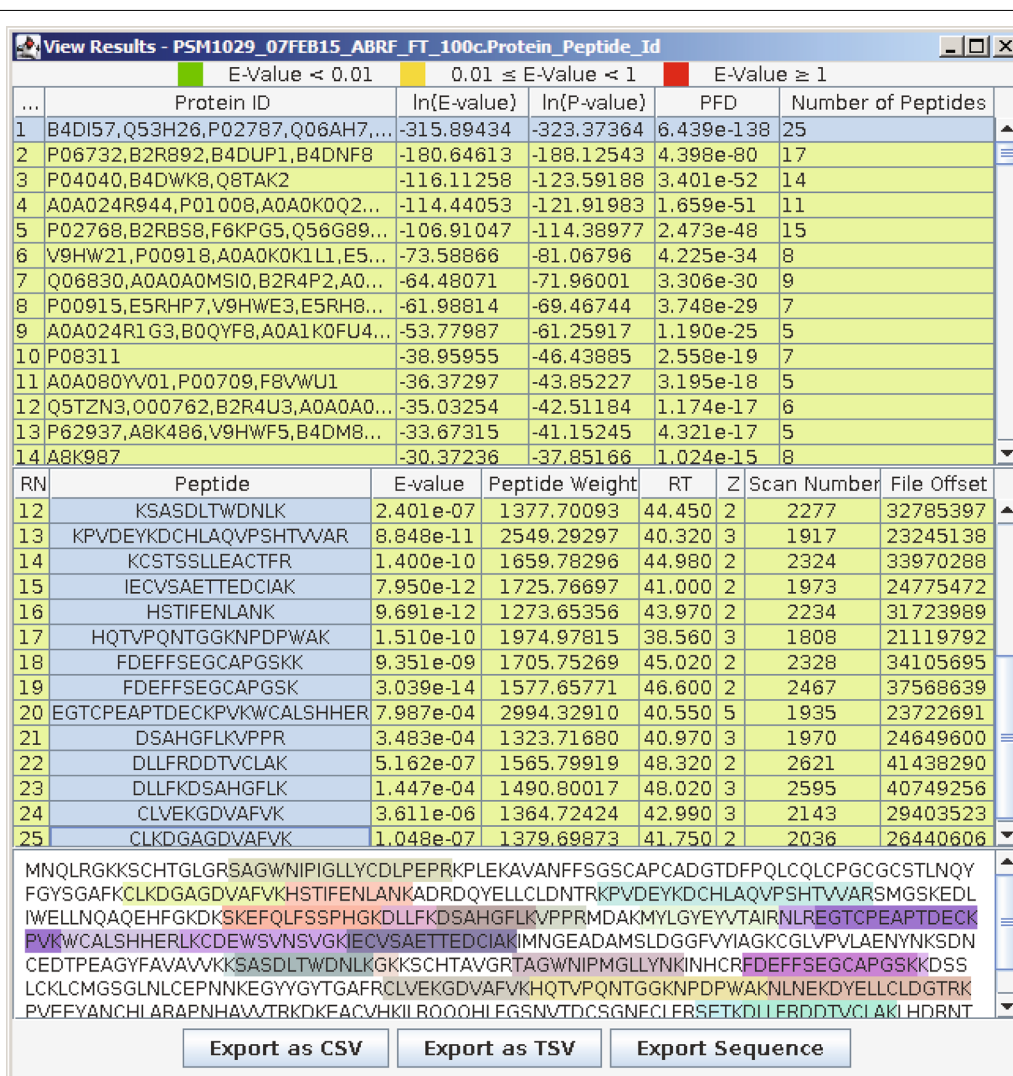 View Results - PSM1029_07FEB15_ABRF_FT_100c.Protein_Peptide_Id
E-Value < 0.01 0.01 ≤ E-Value < 1 E-Value ≥ 1
... Protein ID ln(E-value) ln(P-value) PFD Number of Peptides
1 B4DI57,Q53H26,P02787,Q06AH7,... -315.89434 -323.37364 6.439e-138 25
2 P06732,B2R892,B4DUP1,B4DNF8 -180.64613 -188.12543 4.398e-80 17
3 P04040,B4DWK8,Q8TAK2 -116.11258 -123.59188 3.401e-52 14
4 A0A024R944,P01008,A0A0K0Q2... -114.44053 -121.91983 1.659e-51 11
5 P02768,B2RBS8,F6KPG5,Q56G89... -106.91047 -114.38977 2.473e-48 15
6 V9HW21,P00918,A0A0K0K1L1,E5... -73.58866 -81.06796 4.225e-34 8
7 Q06830,A0A0A0MSI0,B2R4P2,A0... -64.48071 -71.96001 3.306e-30 9
8 P00915,E5RHP7,V9HWE3,E5RH8... -61.98814 -69.46744 3.748e-29 7
9 A0A024R1G3,B0QYF8,A0A1K0FU4... -53.77987 -61.25917 1.190e-25 5
10 P08311 -38.95955 -46.43885 2.558e-19 7
11 A0A080YV01,P00709,F8VWU1 -36.37297 -43.85227 3.195e-18 5
12 Q5TZN3,O00762,B2R4U3,A0A0A0... -35.03254 -42.51184 1.174e-17 6
13 P62937,A8K486,V9HWF5,B4DM8... -33.67315 -41.15245 4.321e-17 5
14 A8K987 -30.37236 -37.85166 1.024e-15 8
RN Peptide E-value Peptide Weight RT Z Scan Number File Offset
12 KSASDLTWDNLK 2.401e-07 1377.70093 44.450 2 2277 32785397
13 KPVDEYKDCHLAQVPSHTVVAR 8.848e-11 2549.29297 40.320 3 1917 23245138
14 KCSTSSLLEACTFR 1.400e-10 1659.78296 44.980 2 2324 33970288
15 IECVSAETTEDCIAK 7.950e-12 1725.76697 41.000 2 1973 24775472
16 HSTIFENLANK 9.691e-12 1273.65356 43.970 2 2234 31723989
17 HQTVPQNTGGKNPDPWAK 1.510e-10 1974.97815 38.560 3 1808 21119792
18 FDEFFSEGCAPGSKK 9.351e-09 1705.75269 45.020 2 2328 34105695
19 FDEFFSEGCAPGSK 3.039e-14 1577.65771 46.600 2 2467 37568639
20 EGTCPEAPTDECKPVKWCALSHHER 7.987e-04 2994.32910 40.550 5 1935 23722691
21 DSAHGFLKVPPR 3.483e-04 1323.71680 40.970 3 1970 24649600
22 DLLFRDDTVCLAK 5.162e-07 1565.79919 48.320 2 2621 41438290
23 DLLFKDSAHGFLK 1.447e-04 1490.80017 48.020 3 2595 40749256
24 CLVEKGDVAFVK 3.611e-06 1364.72424 42.990 3 2143 29403523
25 CLKDGAGDVAFVK 1.048e-07 1379.69873 41.750 2 2036 26440606
MNQLRGKKSCHTGLGRSAGWNIPIGLLYCDLPEPRKPLEKAVANFFSGSCAPCADGTDFPQLCQLCPGCGCSTLNQY
FGYSGAFKCLKDGAGDVAFVKHSTIFENLANKADRDQYELLCLDNTRKPVDEYKDCHLAQVPSHTVVARSMGSKEDL
IWELLNQAQEHFGKDKSKEFQLFSSPHGKDLLFKDSAHGFLKVPPRMDAKMYLGYEYVTAIRNLREGTCPEAPTDECK
PVKWCALSHHERLKCDEWSVNSVGKIECVSAETTEDCIAKIMNGEADAMSLDGGFVYIAGKCGLVPVLAENYNKSDN
CEDTPEAGYFAVAVVKKSASDLTWDNLKGKKSCHTAVGRTAGWNIPMGLLYNKINHCRFDEFFSEGCAPGSKKDSS
LCKLCMGSGLNLCEPNNKEGYYGYTGAFRCLVEKGDVAFVKHQTVPQNTGGKNPDPWAKNLNEKDYELLCLDGTRK
PVEEYANCHLARAPNHAVVTRKDKEACVHKILRQQQHLFGSNVTDCSGNFCLFRSETKDLLFRDDTVCLAKLHDRNT
Export as CSV Export as TSV Export Sequence